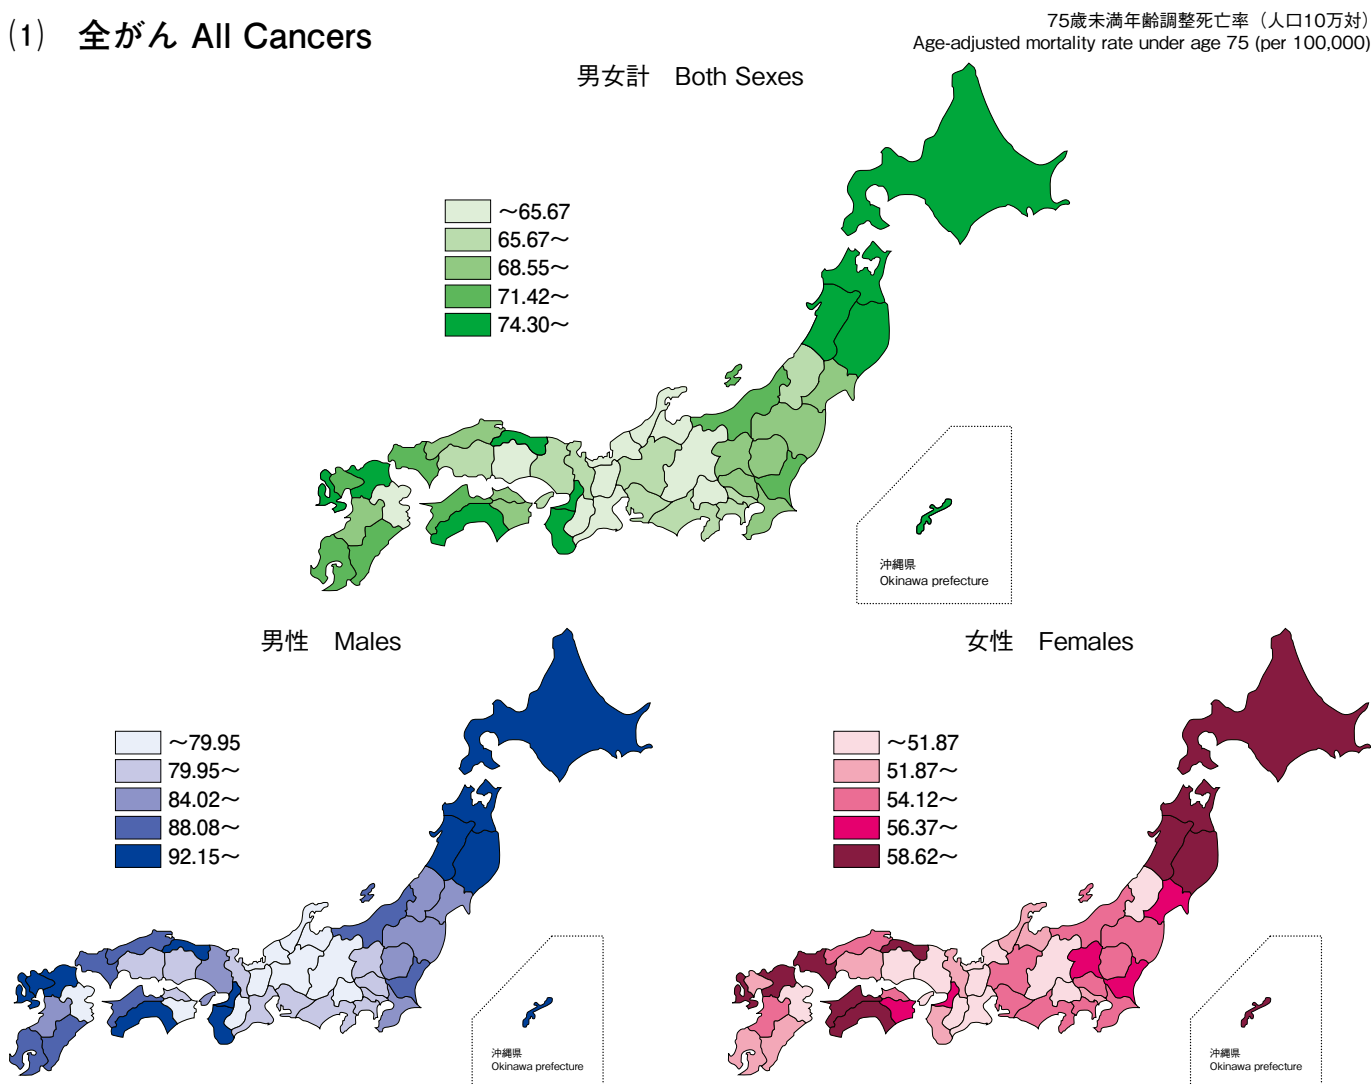 (1) 全がん All Cancers
75歳未満年齢調整死亡率（人口10万対）
Age-adjusted mortality rate under age 75 (per 100,000)
男女計 Both Sexes
～65.67
65.67～
68.55～
71.42～
74.30～
沖縄県
Okinawa prefecture
男性 Males
～79.95
79.95～
84.02～
88.08～
92.15～
沖縄県
Okinawa prefecture
女性 Females
～51.87
51.87～
54.12～
56.37～
58.62～
沖縄県
Okinawa prefecture